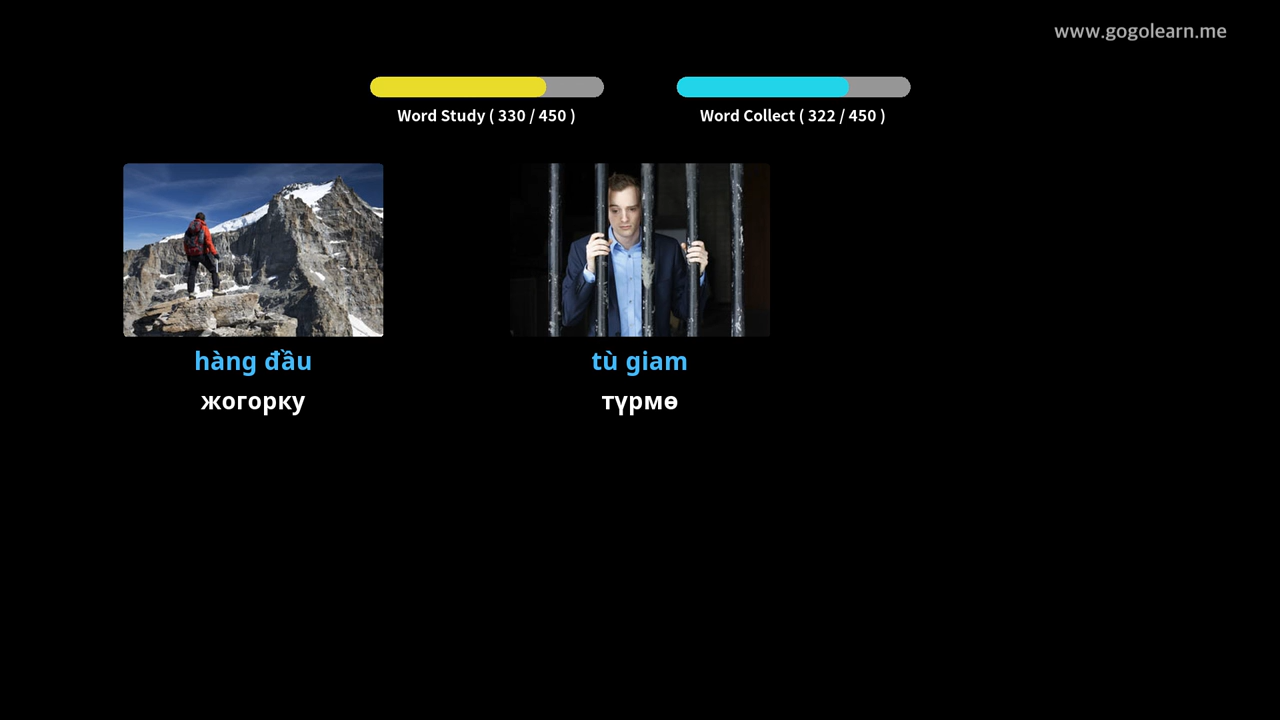 www.gogolearn.me
Word Study ( 330 / 450 )
Word Collect ( 322 / 450 )
hàng đầu
жогорку
tù giam
түрмө